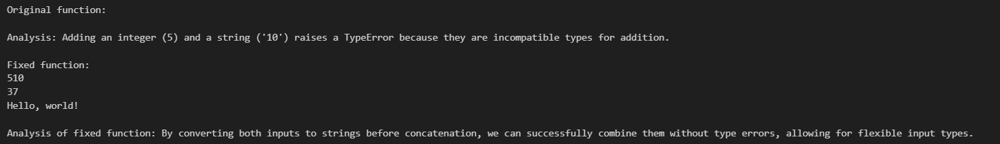 Original function:
Analysis: Adding an integer (5) and a string ('10') raises a TypeError because they are incompatible types for addition.
Fixed function:
510
37
Hello, world!
Analysis of fixed function: By converting both inputs to strings before concatenation, we can successfully combine them without type errors, allowing for flexible input types.